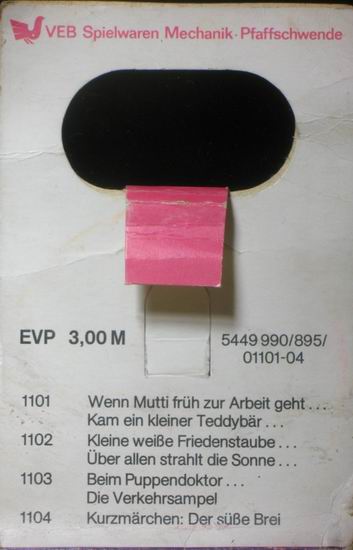 VEB Spielwaren Mechanik · Pfaffschwende
EVP 3,00 M
5449 990/895/
01101-04
1101 Wenn Mutti früh zur Arbeit geht...
Kam ein kleiner Teddybär...
1102 Kleine weiße Friedenstaube...
Über allen strahlt die Sonne...
1103 Beim Puppendoktor...
Die Verkehrsampel
1104 Kurzmärchen: Der süße Brei